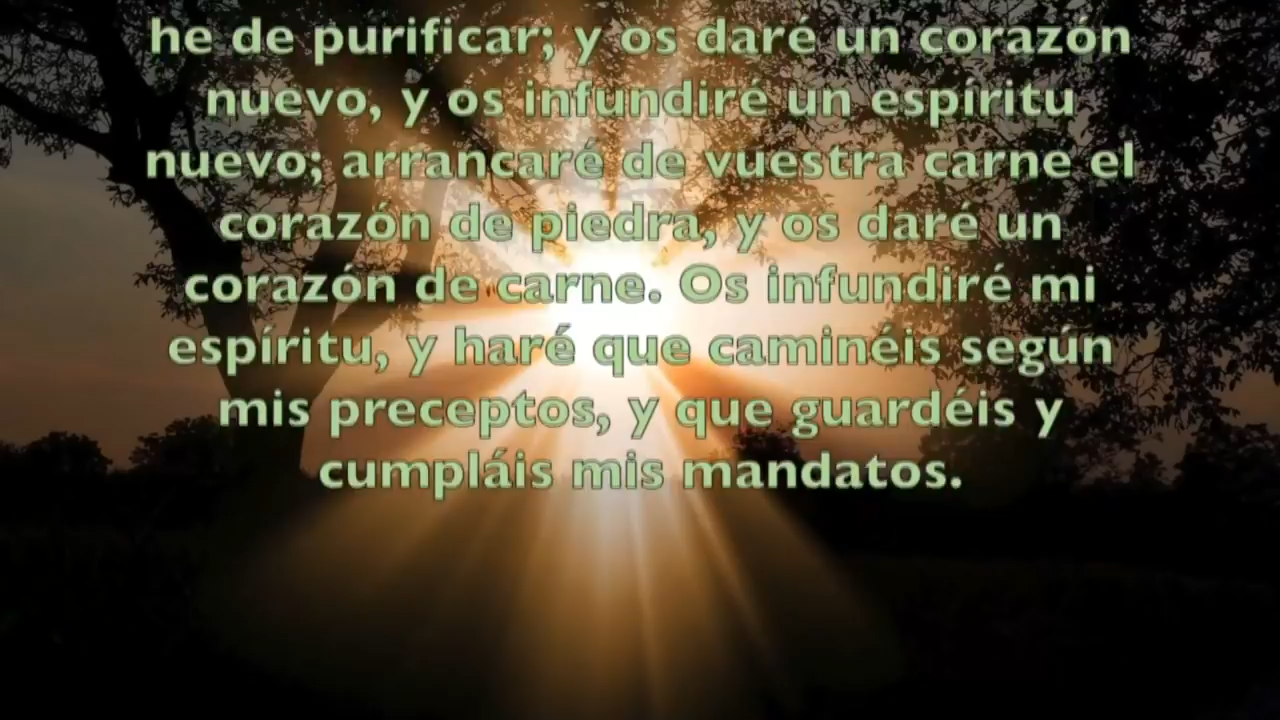 he de purificar; y os daré un corazón
nuevo, y os infundiré un espíritu
nuevo; arrancaré de vuestra carne el
corazón de piedra, y os daré un
corazón de carne. Os infundiré mi
espíritu, y haré que caminéis según
mis preceptos, y que guardéis y
cumpláis mis mandatos.